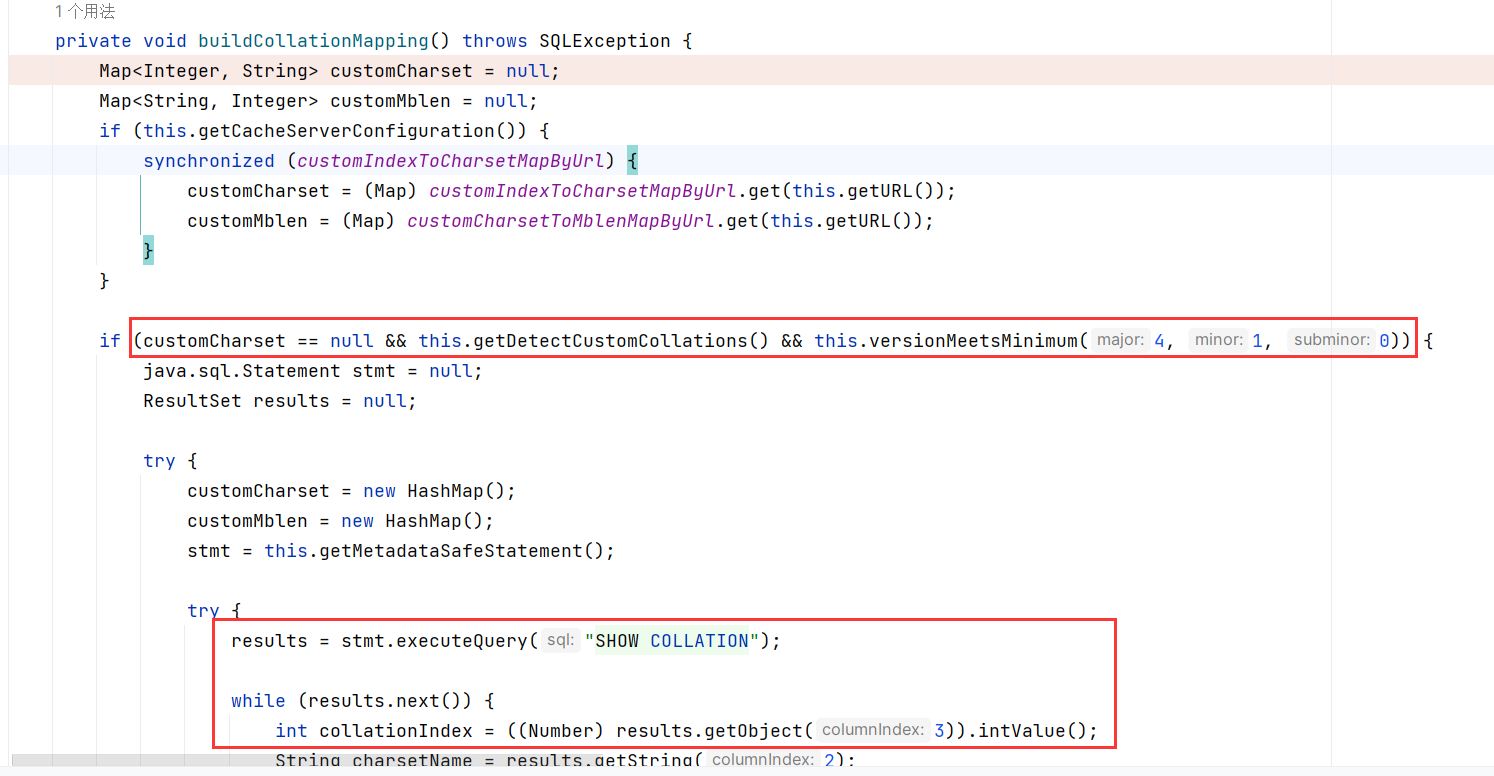 1 个用法
private void buildCollationMapping() throws SQLException {
Map<Integer, String> customCharset = null;
Map<String, Integer> customMblen = null;
if (this.getCacheServerConfiguration()) {
synchronized (customIndexToCharsetMapByUrl) {
customCharset = (Map) customIndexToCharsetMapByUrl.get(this.getURL());
customMblen = (Map) customCharsetToMblenMapByUrl.get(this.getURL());
}
}
if (customCharset == null && this.getDetectCustomCollations() && this.versionMeetsMinimum( major: 4, minor: 1, subminor: 0)) {
java.sql.Statement stmt = null;
ResultSet results = null;
try {
customCharset = new HashMap();
customMblen = new HashMap();
stmt = this.getMetadataSafeStatement();
try {
results = stmt.executeQuery( sql: "SHOW COLLATION");
while (results.next()) {
int collationIndex = ((Number) results.getObject( columnIndex: 3)).intValue();
String charsetName = results.getString( columnIndex: 2);